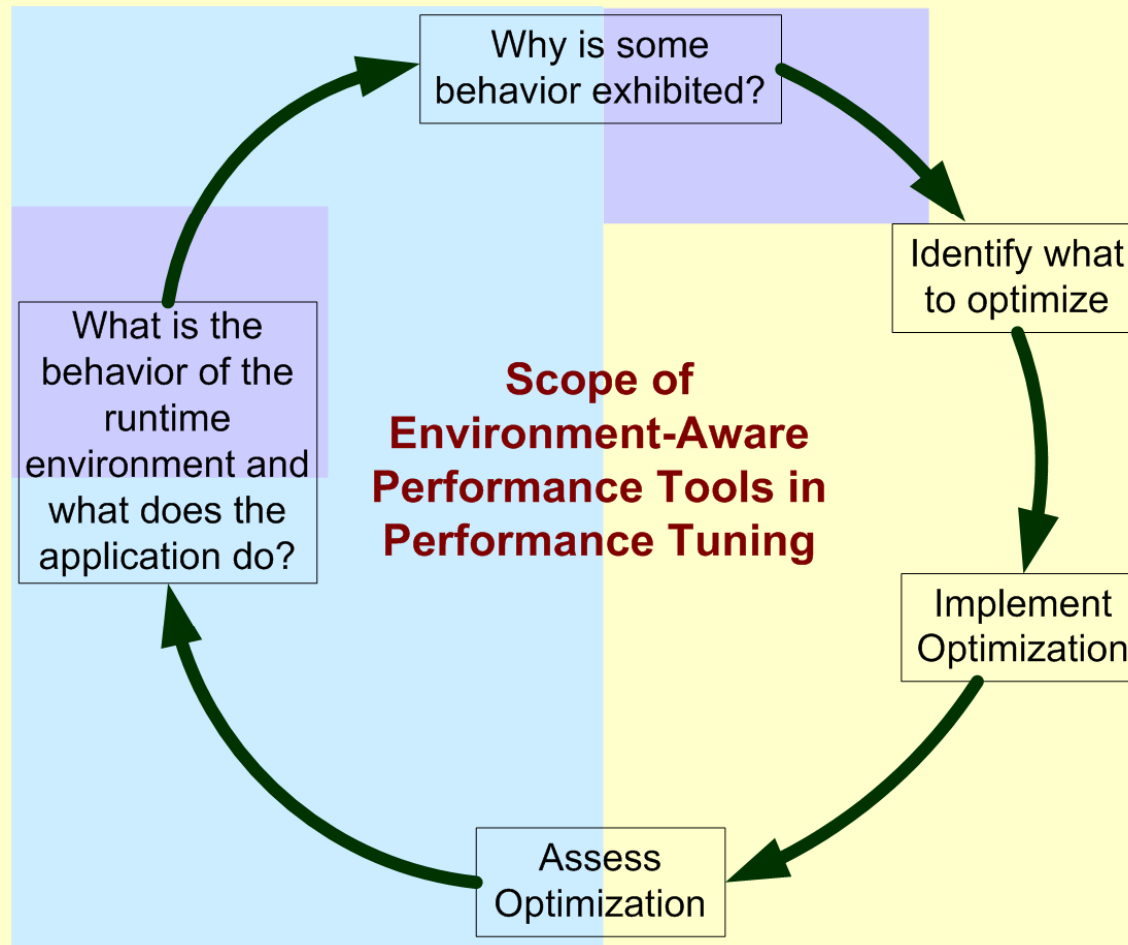 Why is some
behavior exhibited?
Identify what
to optimize
What is the
behavior of the
runtime
environment and
what does the
application do?
Scope of
Environment-Aware
Performance Tools in
Performance Tuning
Implement
Optimization
Assess
Optimization